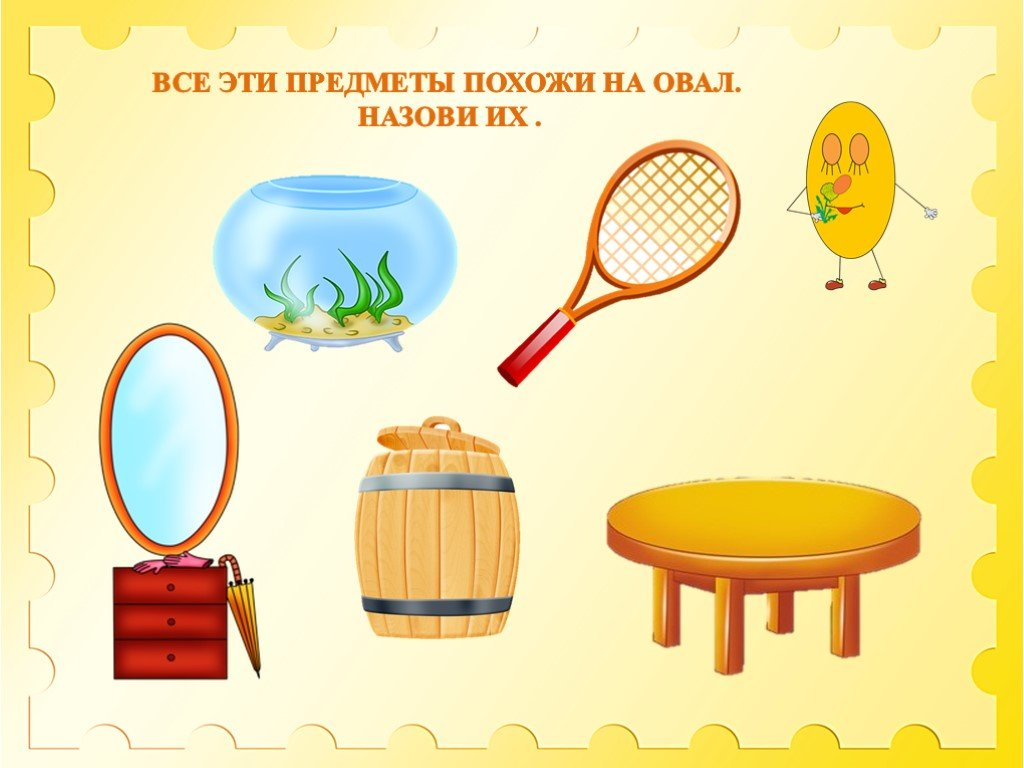 ВСЕ ЭТИ ПРЕДМЕТЫ ПОХОЖИ НА ОВАЛ.
НАЗОВИ ИХ .